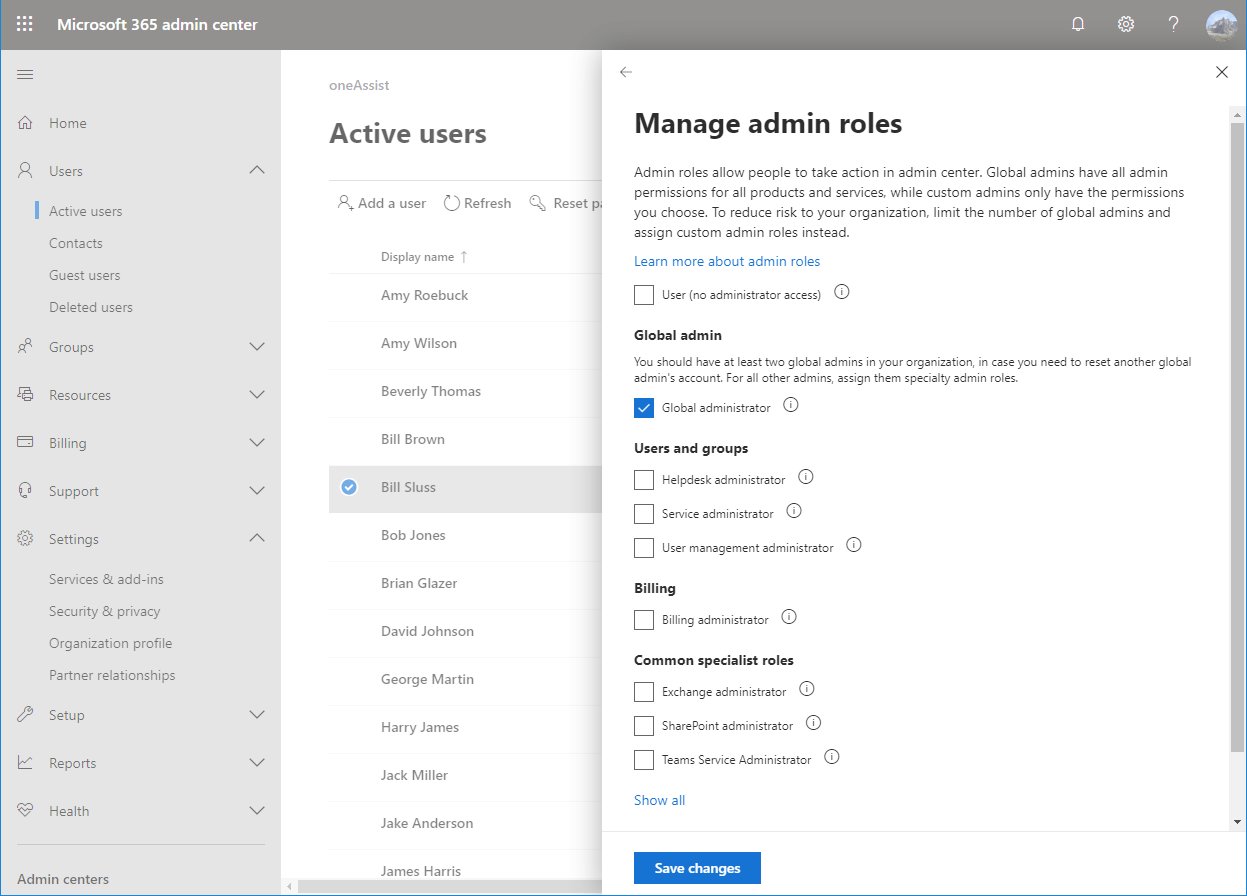 Microsoft 365 admin center
Home
Users
Active users
Contacts
Guest users
Deleted users
Groups
Resources
Billing
Support
Settings
Services & add-ins
Security & privacy
Organization profile
Partner relationships
Setup
Reports
Health
Admin centers
oneAssist
Active users
Add a user Refresh Reset pa
Display name ↑
Amy Roebuck
Amy Wilson
Beverly Thomas
Bill Brown
Bill Sluss
Bob Jones
Brian Glazer
David Johnson
George Martin
Harry James
Jack Miller
Jake Anderson
James Harris
Manage admin roles
Admin roles allow people to take action in admin center. Global admins have all admin
permissions for all products and services, while custom admins only have the permissions
you choose. To reduce risk to your organization, limit the number of global admins and
assign custom admin roles instead.
Learn more about admin roles
User (no administrator access)
Global admin
You should have at least two global admins in your organization, in case you need to reset another global
admin's account. For all other admins, assign them specialty admin roles.
Global administrator
Users and groups
Helpdesk administrator
Service administrator
User management administrator
Billing
Billing administrator
Common specialist roles
Exchange administrator
SharePoint administrator
Teams Service Administrator
Show all
Save changes